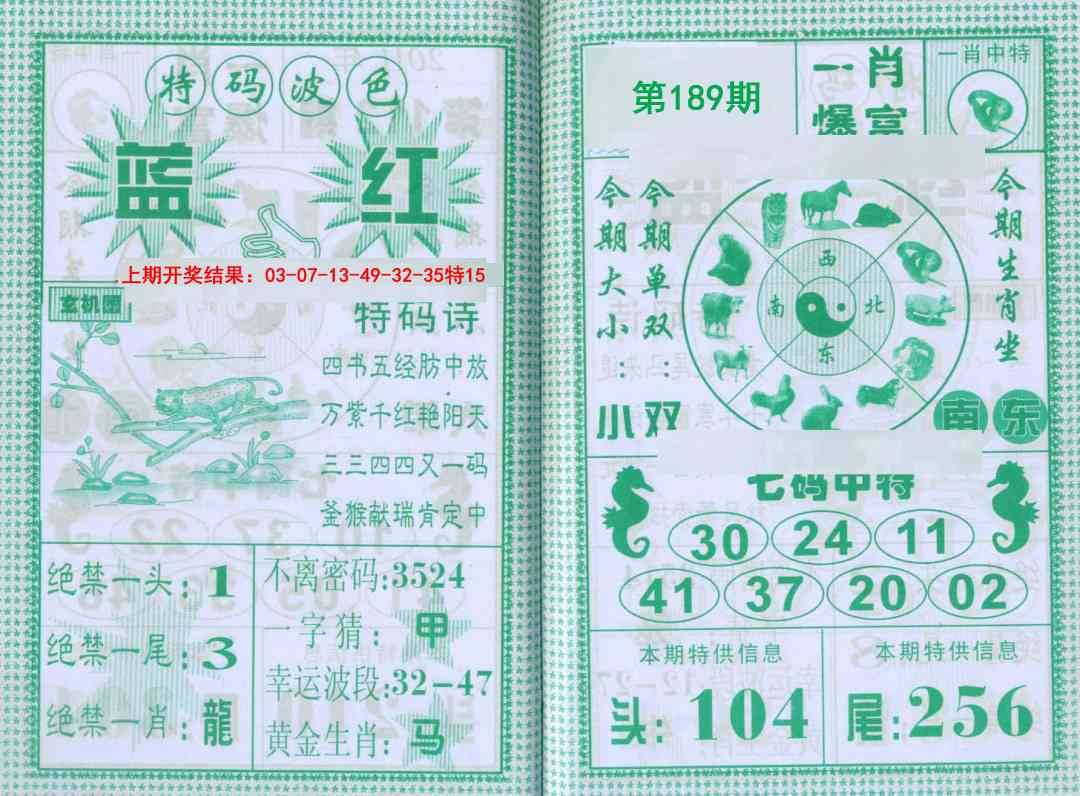 特码波色
蓝 红
上期开奖结果：03-07-13-49-32-35特15
玄机图
特码诗
四书五经肪中放
万紫千红艳阳天
三三四四又一码
釜猴献瑞肯定中
绝禁一头:1
绝禁一尾:3
绝禁一肖:龍
不离密码:3524
一字猜：甲
幸运波段:32-47
黄金生肖:马
第189期
一肖
爆富
一肖中特
今期大小：小
今期单双：双
西
南 北
东
今期生肖坐
南东
七码中特
30 24 11
41 37 20 02
本期特供信息
头:104
本期特供信息
尾:256